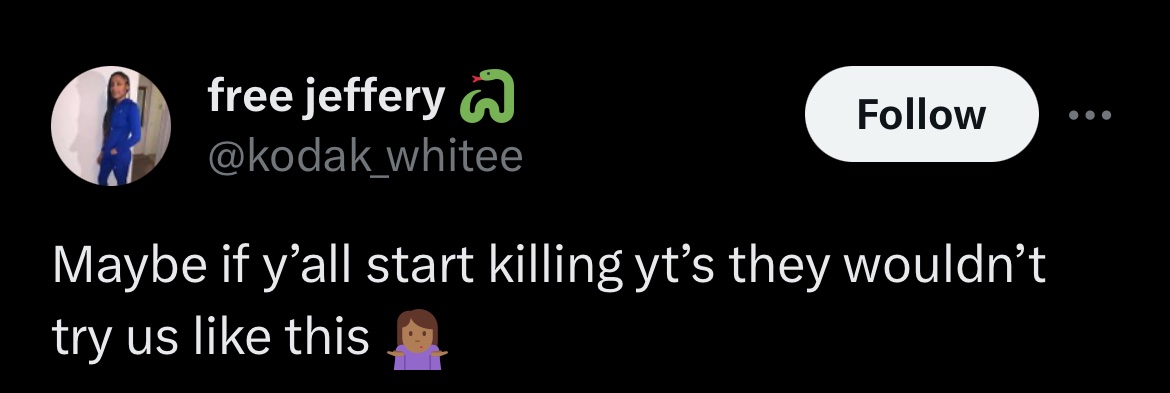 free jeffery 🐍
@kodak_whitee
Follow
Maybe if y’all start killing yt’s they wouldn’t
try us like this 🤷🏽‍♀️